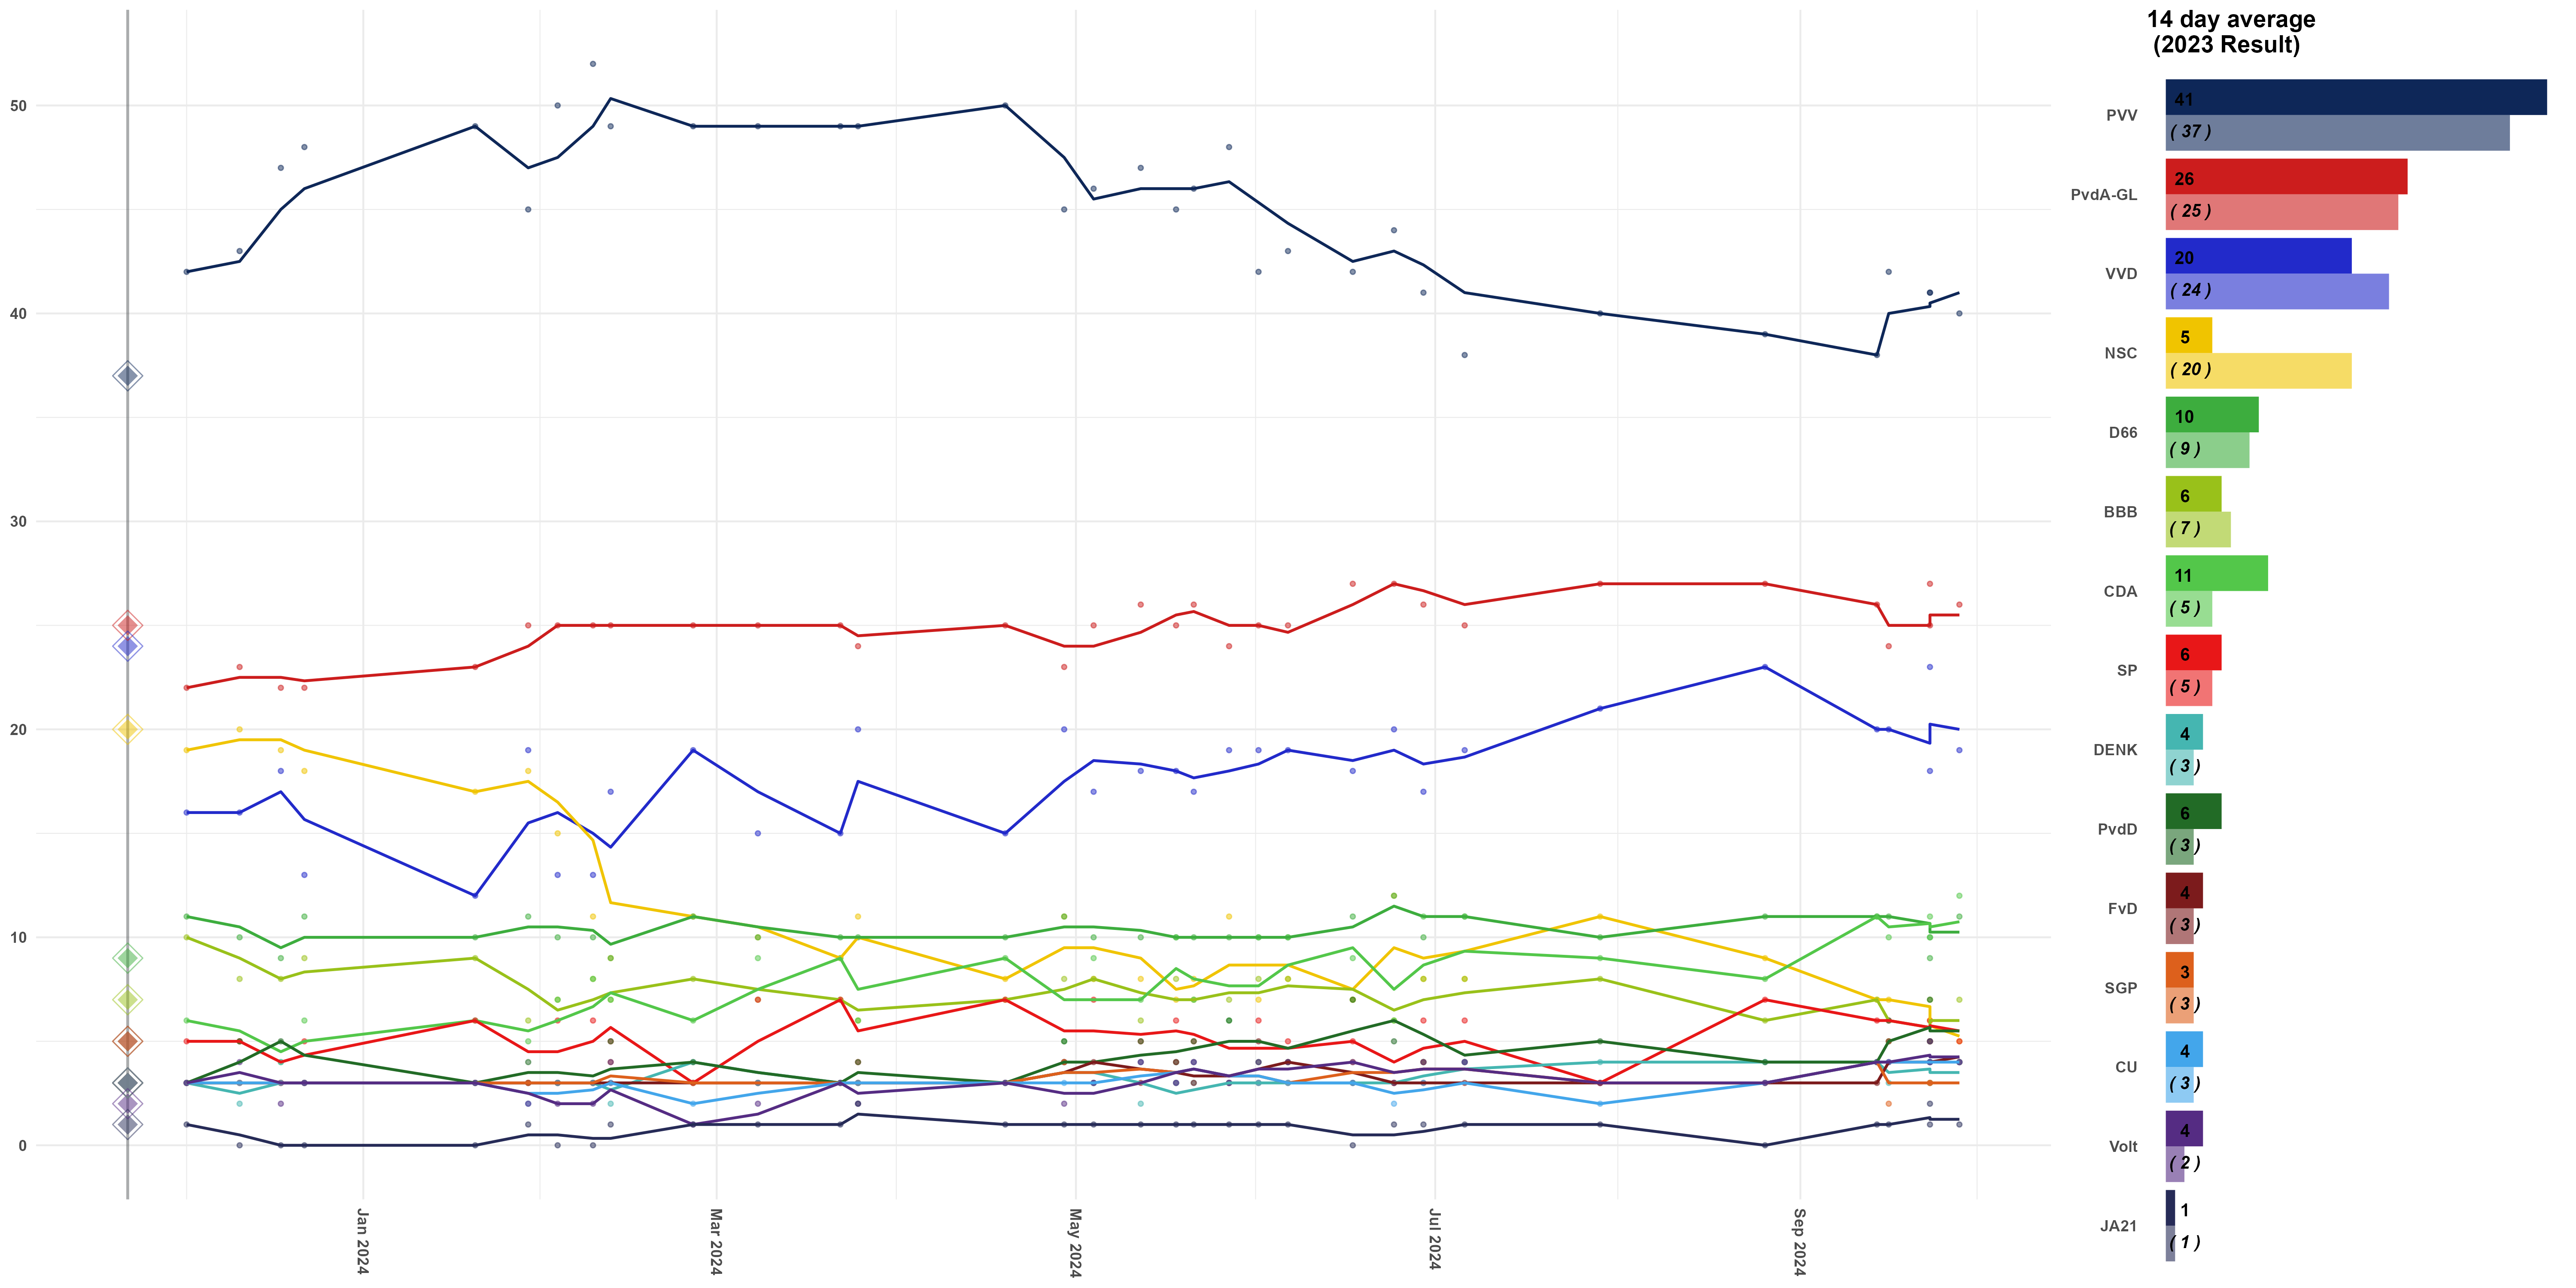 14 day average
(2023 Result)
50
40
30
20
10
0
Jan 2024
Mar 2024
May 2024
Jul 2024
Sep 2024
PVV
41
( 37 )
PvdA-GL
26
( 25 )
VVD
20
( 24 )
NSC
5
( 20 )
D66
10
( 9 )
BBB
6
( 7 )
CDA
11
( 5 )
SP
6
( 5 )
DENK
4
( 3 )
PvdD
6
( 3 )
FvD
4
( 3 )
SGP
3
( 3 )
CU
4
( 3 )
Volt
4
( 2 )
JA21
1
( 1 )